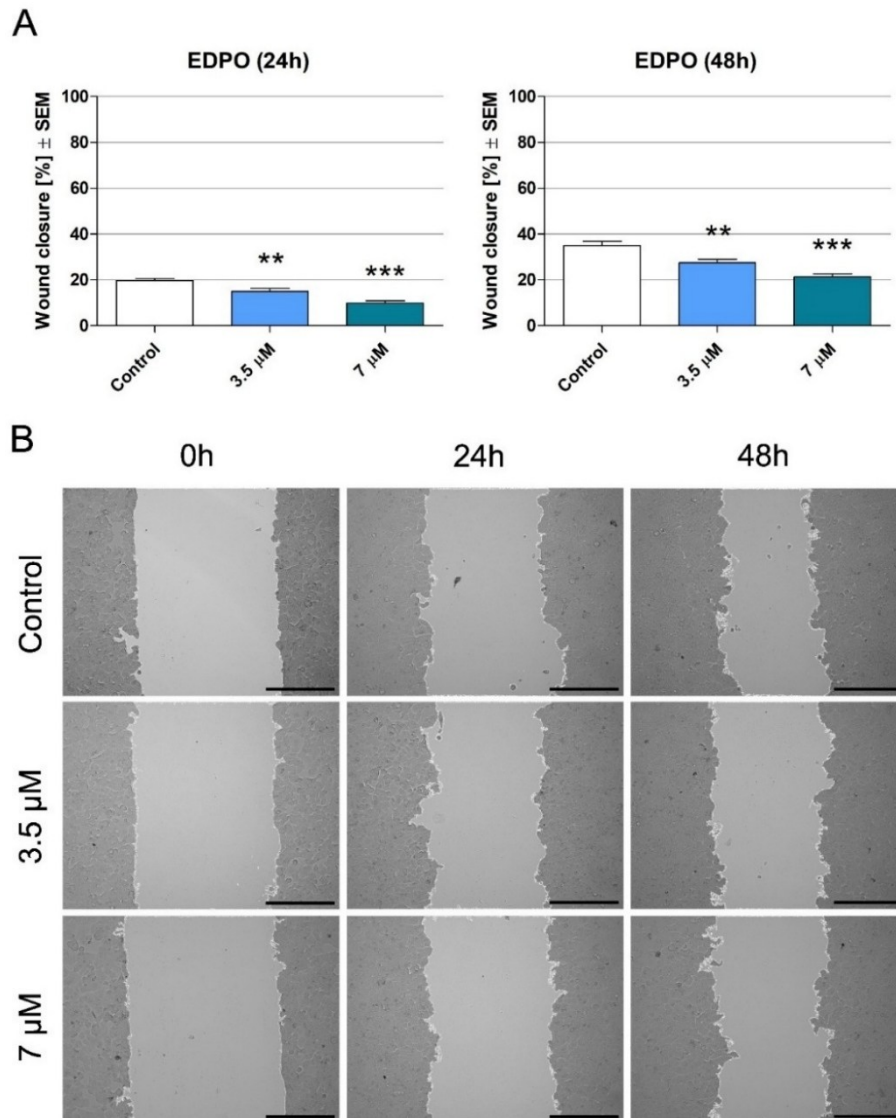 A
EDPO (24h)
Wound closure [%] ± SEM
100
80
60
40
20
0
**
***
Control
3.5 μM
7 μM
EDPO (48h)
Wound closure [%] ± SEM
100
80
60
40
20
0
**
***
Control
3.5 μM
7 μM
B
0h
24h
48h
Control
3.5 μM
7 μM